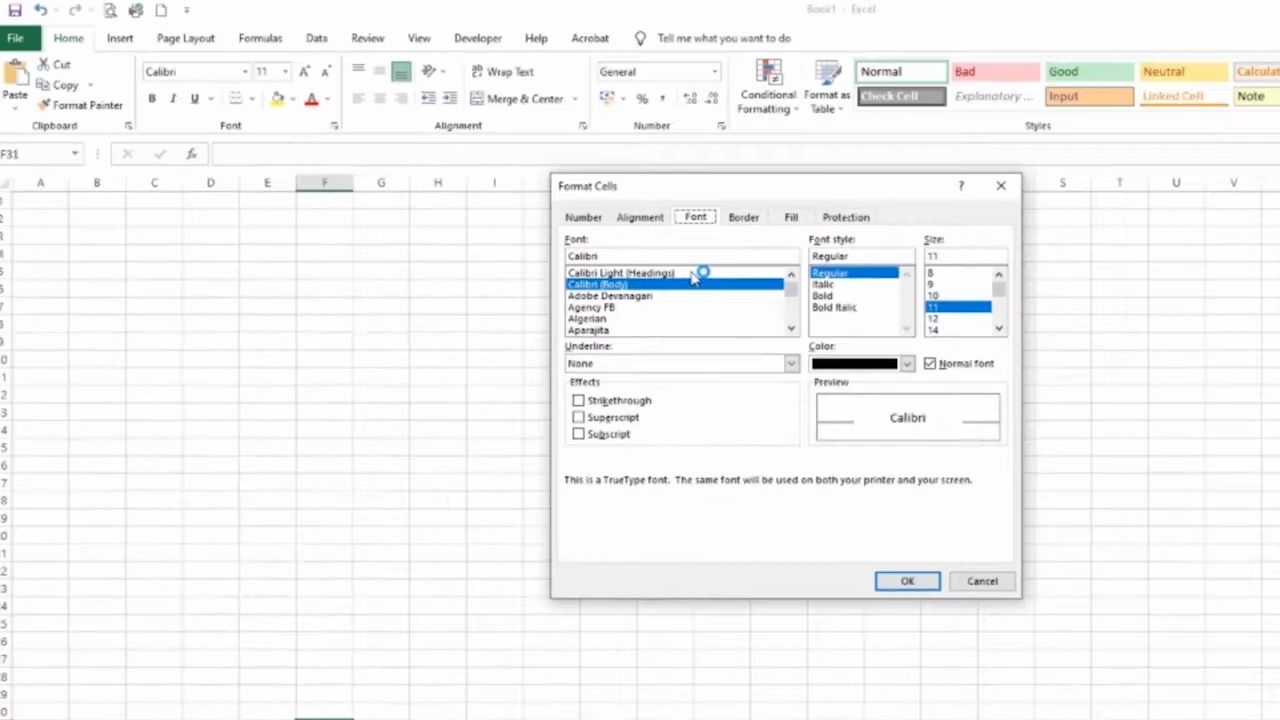 Book1 - Excel
File Home Insert Page Layout Formulas Data Review View Developer Help Acrobat Tell me what you want to do
Cut
Copy
Format Painter
Paste
Calibri 11
B I U
A A
Wrap Text
Merge & Center
General
% ,
Conditional Formatting
Format as Table
Normal Bad Good Neutral Calculat
Check Cell Explanatory ... Input Linked Cell Note
Clipboard Font Alignment Number Styles
F31 fx
A B C D E F G H I S T U V
Format Cells ? ×
Number Alignment Font Border Fill Protection
Font: Font style: Size:
Calibri Regular 11
Calibri Light (Headings) Regular 8
Calibri (Body) Italic 9
Adobe Devanagari Bold 10
Agency FB Bold Italic 11
Algerian 12
Aparajita 14
Underline: Color:
None Normal font
Effects Preview
Strikethrough
Superscript
Subscript
Calibri
This is a TrueType font. The same font will be used on both your printer and your screen.
OK Cancel